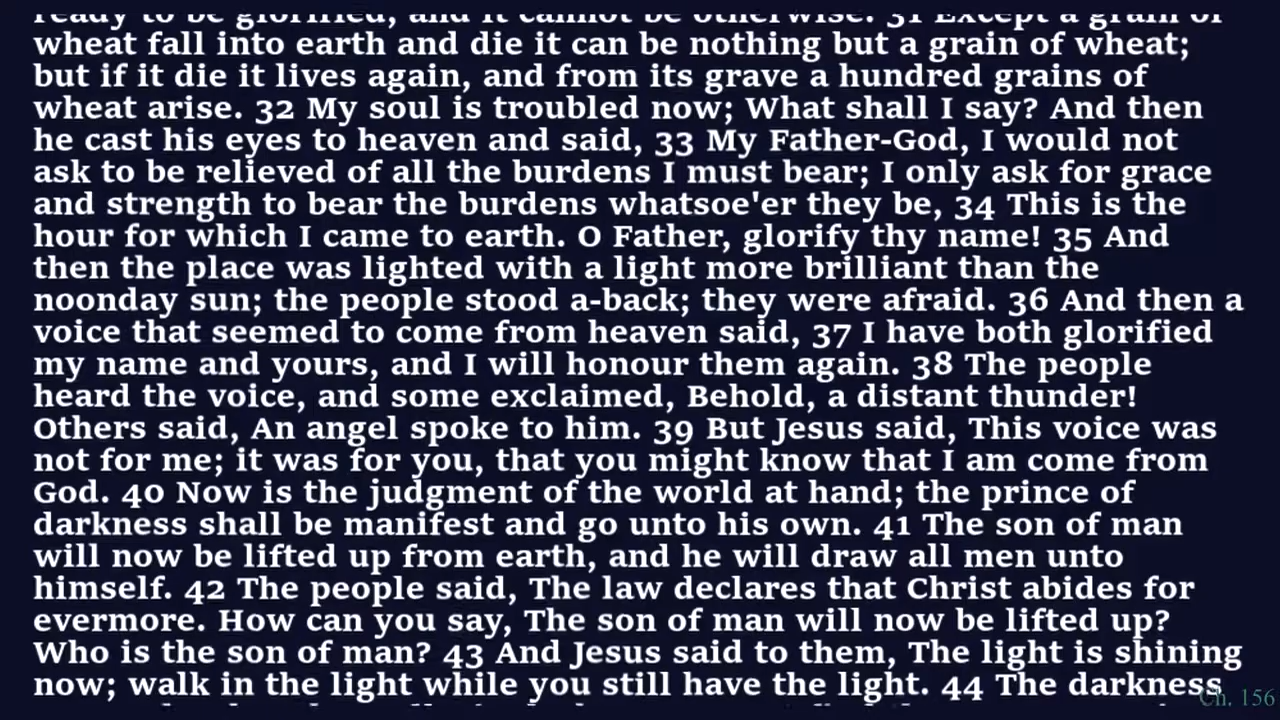 ready to be glorified, and it cannot be otherwise. 31 Except a grain of
wheat fall into earth and die it can be nothing but a grain of wheat;
but if it die it lives again, and from its grave a hundred grains of
wheat arise. 32 My soul is troubled now; What shall I say? And then
he cast his eyes to heaven and said, 33 My Father-God, I would not
ask to be relieved of all the burdens I must bear; I only ask for grace
and strength to bear the burdens whatsoe'er they be, 34 This is the
hour for which I came to earth. O Father, glorify thy name! 35 And
then the place was lighted with a light more brilliant than the
noonday sun; the people stood a-back; they were afraid. 36 And then a
voice that seemed to come from heaven said, 37 I have both glorified
my name and yours, and I will honour them again. 38 The people
heard the voice, and some exclaimed, Behold, a distant thunder!
Others said, An angel spoke to him. 39 But Jesus said, This voice was
not for me; it was for you, that you might know that I am come from
God. 40 Now is the judgment of the world at hand; the prince of
darkness shall be manifest and go unto his own. 41 The son of man
will now be lifted up from earth, and he will draw all men unto
himself. 42 The people said, The law declares that Christ abides for
evermore. How can you say, The son of man will now be lifted up?
Who is the son of man? 43 And Jesus said to them, The light is shining
now; walk in the light while you still have the light. 44 The darkness
Ch. 156